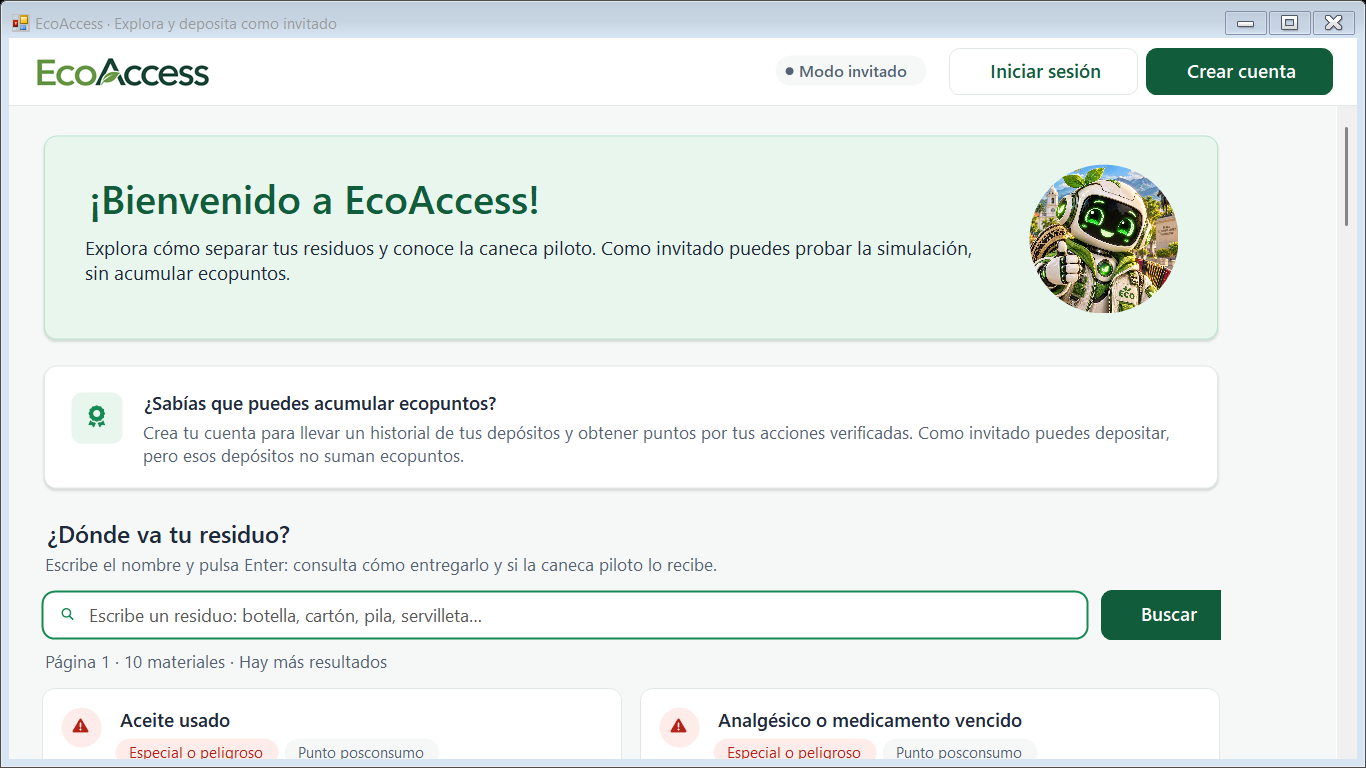 EcoAccess · Explora y deposita como invitado
EcoAccess
Modo invitado
Iniciar sesión
Crear cuenta
¡Bienvenido a EcoAccess!
Explora cómo separar tus residuos y conoce la caneca piloto. Como invitado puedes probar la simulación,
sin acumular ecopuntos.
ECO
¿Sabías que puedes acumular ecopuntos?
Crea tu cuenta para llevar un historial de tus depósitos y obtener puntos por tus acciones verificadas. Como invitado puedes depositar,
pero esos depósitos no suman ecopuntos.
¿Dónde va tu residuo?
Escribe el nombre y pulsa Enter: consulta cómo entregarlo y si la caneca piloto lo recibe.
Escribe un residuo: botella, cartón, pila, servilleta...
Buscar
Página 1 · 10 materiales · Hay más resultados
Aceite usado
Especial o peligroso
Punto posconsumo
Analgésico o medicamento vencido
Especial o peligroso
Punto posconsumo